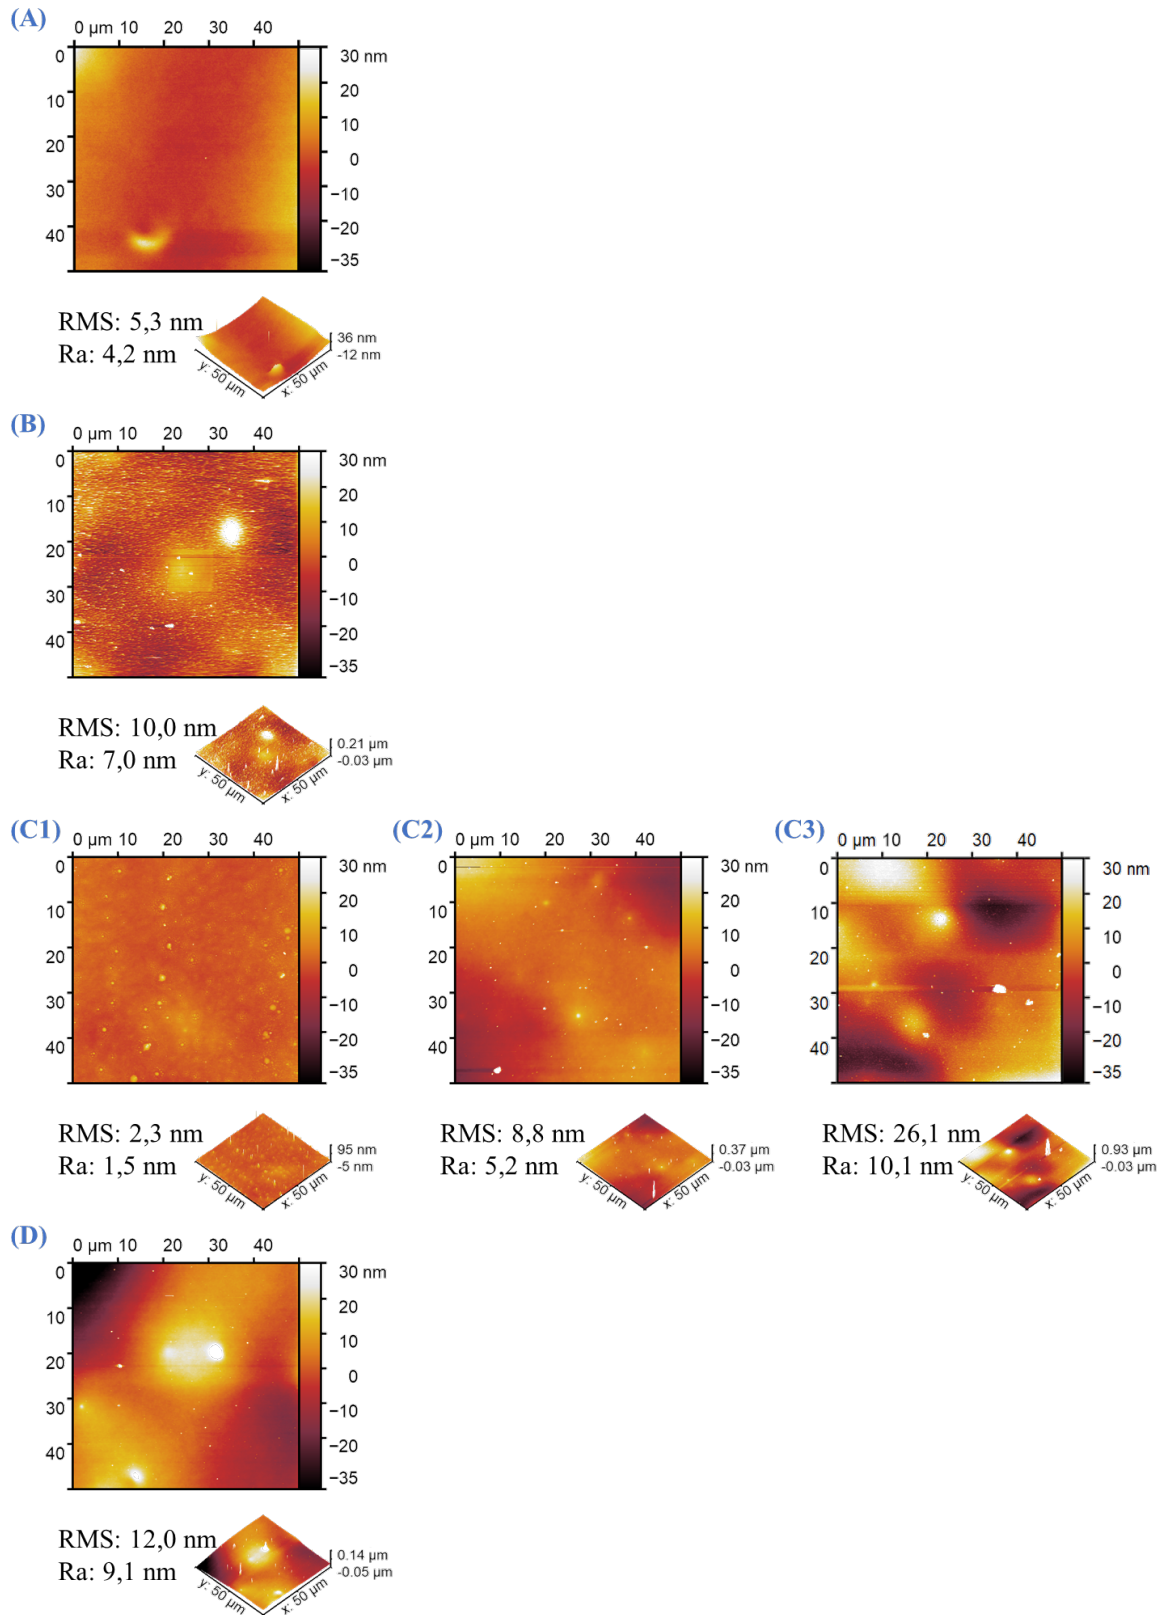 (A)
0 µm 10 20 30 40
0
10
20
30
40
30 nm
20
10
0
−10
−20
−35
RMS: 5,3 nm
Ra: 4,2 nm
36 nm
-12 nm
y: 50 µm
x: 50 µm
(B)
0 µm 10 20 30 40
0
10
20
30
40
30 nm
20
10
0
−10
−20
−35
RMS: 10,0 nm
Ra: 7,0 nm
0.21 µm
-0.03 µm
y: 50 µm
x: 50 µm
(C1)
0 µm 10 20 30 40
0
10
20
30
40
30 nm
20
10
0
−10
−20
−35
RMS: 2,3 nm
Ra: 1,5 nm
95 nm
-5 nm
y: 50 µm
x: 50 µm
(C2)
0 µm 10 20 30 40
0
10
20
30
40
30 nm
20
10
0
−10
−20
−35
RMS: 8,8 nm
Ra: 5,2 nm
0.37 µm
-0.03 µm
y: 50 µm
x: 50 µm
(C3)
0 µm 10 20 30 40
0
10
20
30
40
30 nm
20
10
0
−10
−20
−35
RMS: 26,1 nm
Ra: 10,1 nm
0.93 µm
-0.03 µm
y: 50 µm
x: 50 µm
(D)
0 µm 10 20 30 40
0
10
20
30
40
30 nm
20
10
0
−10
−20
−35
RMS: 12,0 nm
Ra: 9,1 nm
0.14 µm
-0.05 µm
y: 50 µm
x: 50 µm